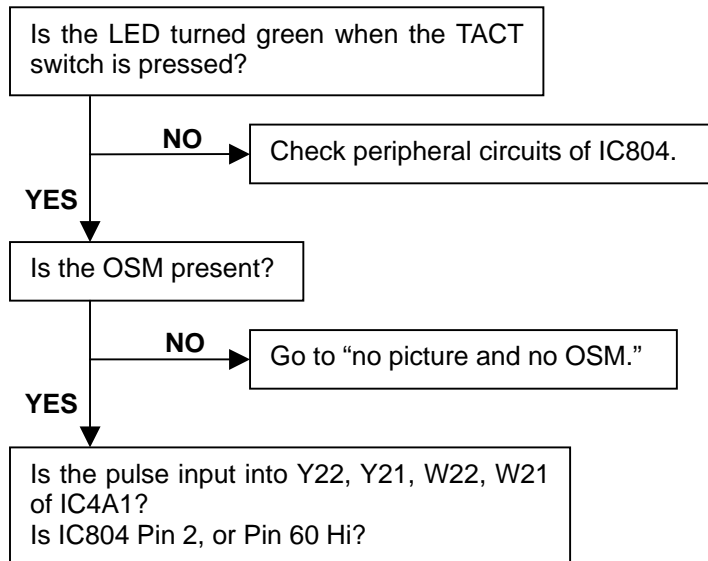 Is the LED turned green when the TACT
switch is pressed?
NO
Check peripheral circuits of IC804.
YES
Is the OSM present?
NO
Go to “no picture and no OSM.”
YES
Is the pulse input into Y22, Y21, W22, W21
of IC4A1?
Is IC804 Pin 2, or Pin 60 Hi?